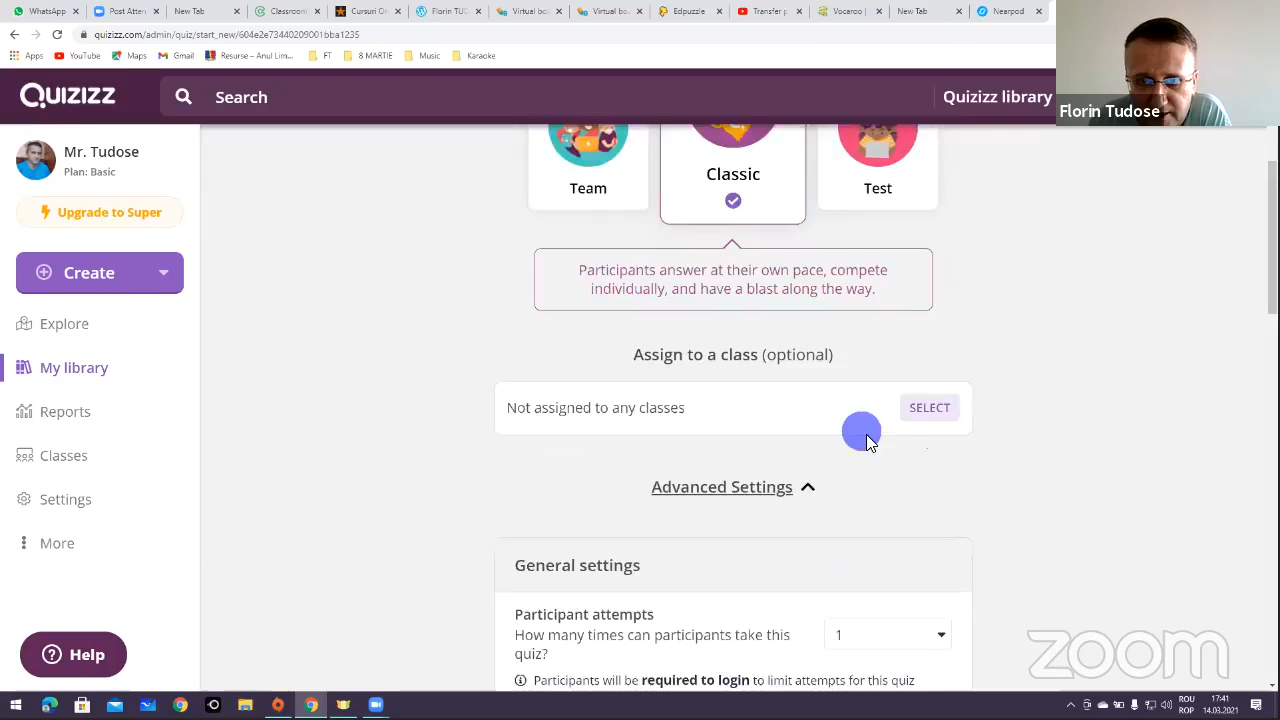 WhatsApp
Post Atten
New Tab
Classroom
Cursuri On
Florin TUD
Virtual bo
Virtual bo
Edpuzzle
Transfer p
Vocaroo |
New Tab
Nearpod
quizizz.com/admin/quiz/start_new/604e2e73440209001bba1235
Apps
YouTube
Maps
Gmail
Resurse – Anul Lim...
FT
8 MARTIE
Music
Karaoke
Quizizz
Search
Quizizz library
Florin Tudose
Mr. Tudose
Plan: Basic
Upgrade to Super
Create
Explore
My library
Reports
Classes
Settings
More
Help
Team
Classic
Test
Participants answer at their own pace, compete
individually, and have a blast along the way.
Assign to a class (optional)
Not assigned to any classes
SELECT
Advanced Settings
General settings
Participant attempts
How many times can participants take this
quiz?
1
Participants will be required to login to limit attempts for this quiz
zoom
ROU
ROP
17:41
14.03.2021